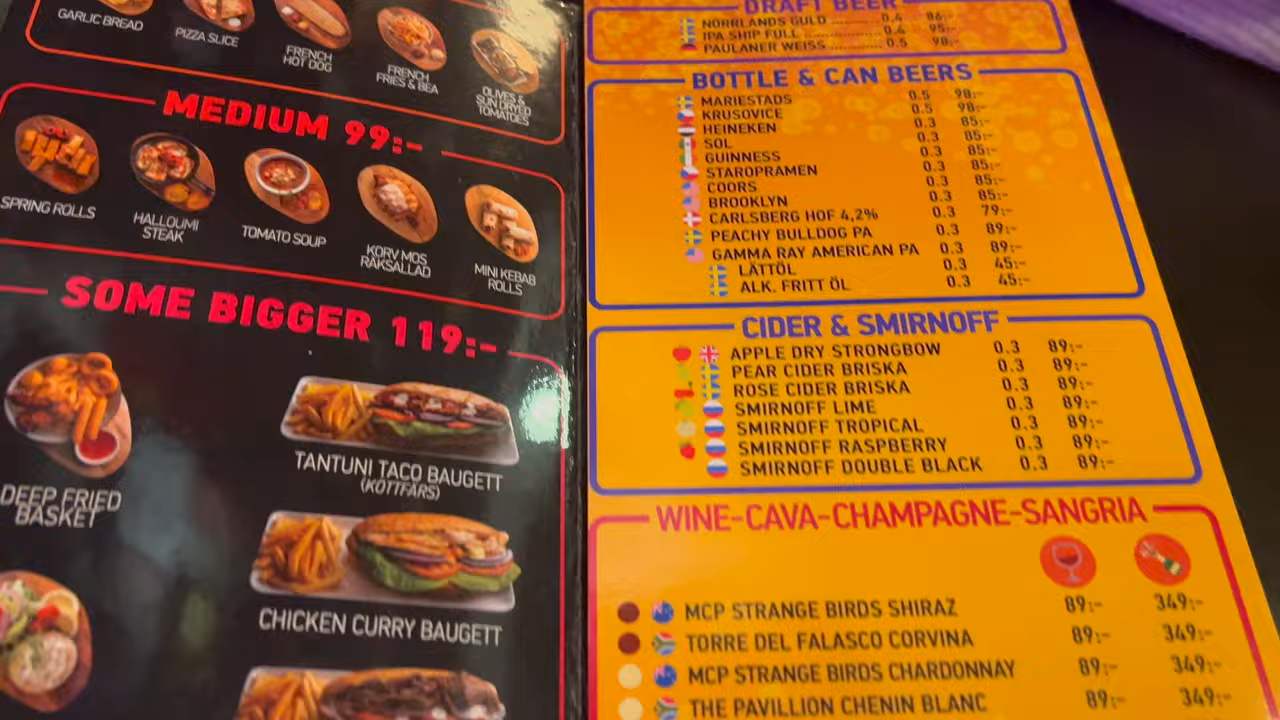 GARLIC BREAD
PIZZA SLICE
FRENCH
HOT DOG
FRENCH
FRIES & BEA
OLIVES &
SUN DRYED
TOMATOES
MEDIUM 99:-
SPRING ROLLS
HALLOUMI
STEAK
TOMATO SOUP
KORV MOS
RÄKSALLAD
MINI KEBAB
ROLLS
SOME BIGGER 119:-
DEEP FRIED
BASKET
TANTUNI TACO BAUGETT
(KÖTTFÄRS)
CHICKEN CURRY BAUGETT
DRAFT BEER
NORRLANDS GULD 0,4 86:-
IPA SHIP FULL 0.4 95:-
PAULANER WEISS 0.5 98:-
BOTTLE & CAN BEERS
MARIESTADS 0.5 98:-
KRUSOVICE 0.5 98:-
HEINEKEN 0.3 85:-
SOL 0.3 85:-
GUINNESS 0.3 85:-
STAROPRAMEN 0.3 85:-
COORS 0.3 85:-
BROOKLYN 0.3 85:-
CARLSBERG HOF 4,2% 0.3 79:-
PEACHY BULLDOG PA 0.3 89:-
GAMMA RAY AMERICAN PA 0.3 89:-
LÄTTÖL 0.3 45:-
ALK. FRITT ÖL 0.3 45:-
CIDER & SMIRNOFF
APPLE DRY STRONGBOW 0.3 89:-
PEAR CIDER BRISKA 0.3 89:-
ROSE CIDER BRISKA 0.3 89:-
SMIRNOFF LIME 0.3 89:-
SMIRNOFF TROPICAL 0.3 89:-
SMIRNOFF RASPBERRY 0.3 89:-
SMIRNOFF DOUBLE BLACK 0.3 89:-
WINE-CAVA-CHAMPAGNE-SANGRIA
MCP STRANGE BIRDS SHIRAZ 89:- 349:-
TORRE DEL FALASCO CORVINA 89:- 349:-
MCP STRANGE BIRDS CHARDONNAY 89:- 349:-
THE PAVILLION CHENIN BLANC 89:- 349:-